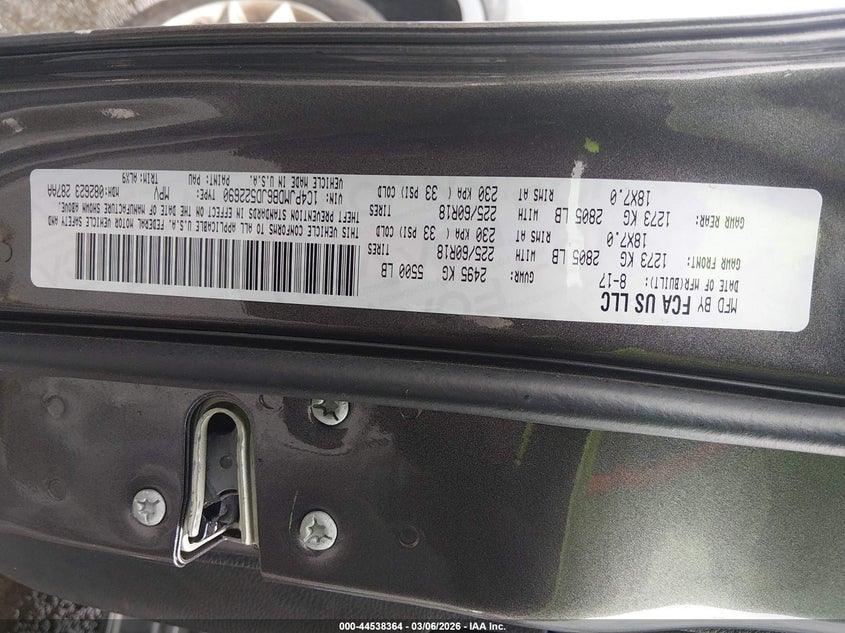 MFD BY FCA US LLC
DATE OF MFR(BUILT): 8-17 GVWR: 2495 KG 5500 LB
GAWR FRONT: 1273 KG 2805 LB WITH 225/60R18 TIRES
18X7.0 RIMS AT 230 KPA ( 33 PSI) COLD
GAWR REAR: 1273 KG 2805 LB WITH 225/60R18 TIRES
18X7.0 RIMS AT 230 KPA ( 33 PSI) COLD
THIS VEHICLE CONFORMS TO ALL APPLICABLE U.S.A. FEDERAL MOTOR VEHICLE SAFETY AND
THEFT PREVENTION STANDARDS IN EFFECT ON THE DATE OF MANUFACTURE SHOWN ABOVE.
VIN: 1C4PJMDB6JD522690 TYPE: MPV MDH:082623 287AA
VEHICLE MADE IN U.S.A. PAINT: PAU TRIM:ALX9
000-44538364 | 03/06/2026 - IAA Inc.